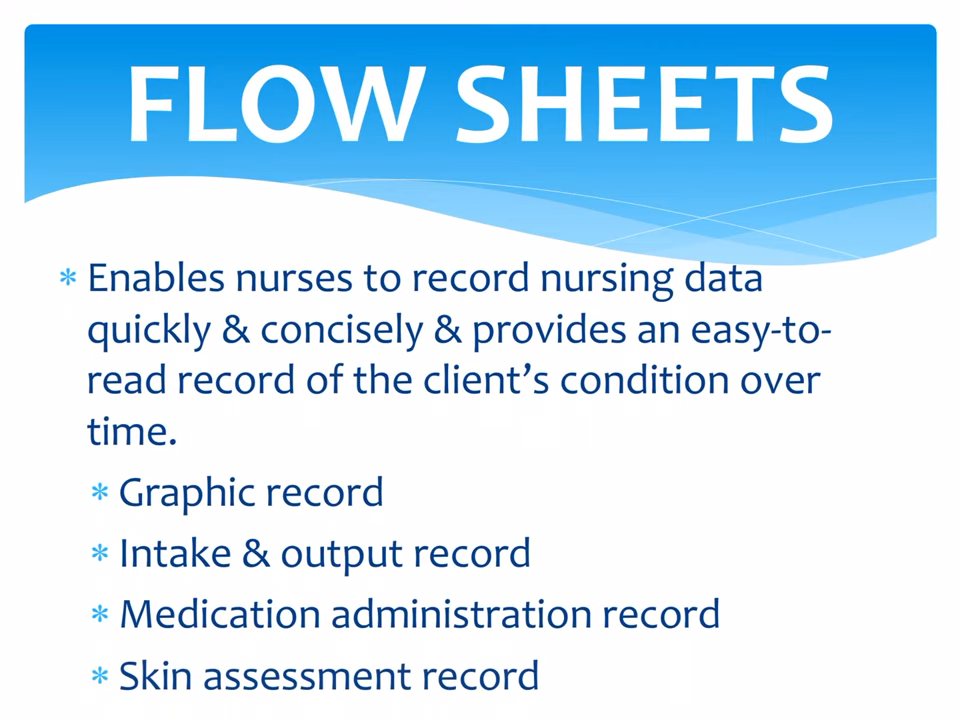 FLOW SHEETS
* Enables nurses to record nursing data
quickly & concisely & provides an easy-to-
read record of the client’s condition over
time.
* Graphic record
* Intake & output record
* Medication administration record
* Skin assessment record